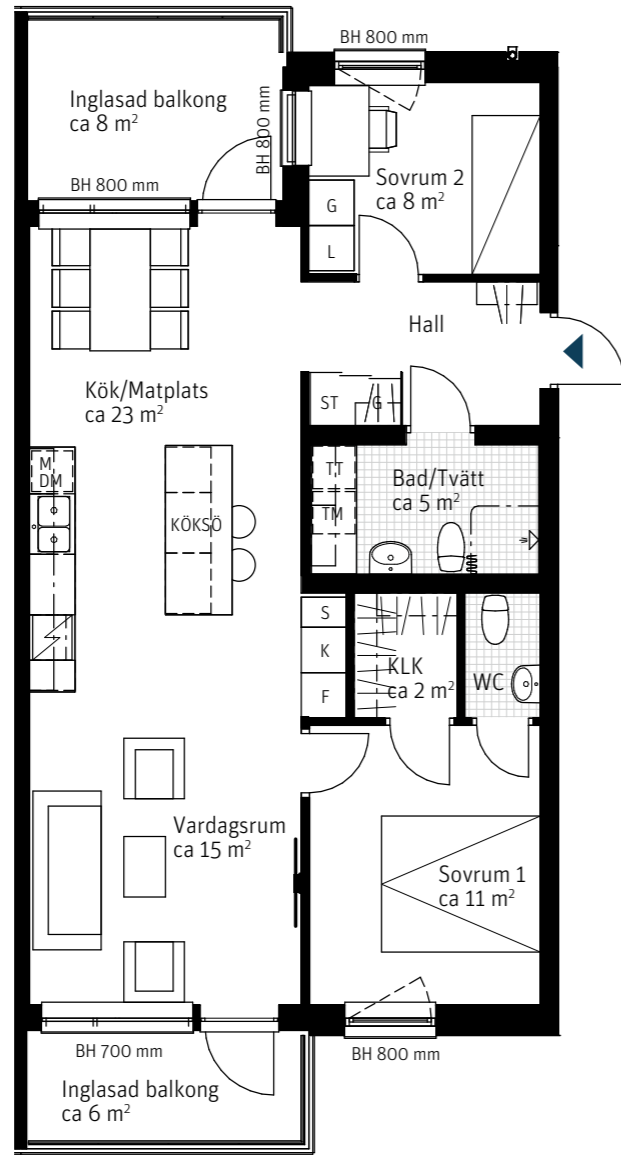 BH 800 mm
Inglasad balkong
ca 8 m²
BH 800 mm
BH 800 mm
Sovrum 2
ca 8 m²
G
L
Hall
Kök/Matplats
ca 23 m²
ST
G
M
DM
KÖKSÖ
TT
TM
Bad/Tvätt
ca 5 m²
S
K
F
KLK
ca 2 m²
WC
Vardagsrum
ca 15 m²
Sovrum 1
ca 11 m²
BH 700 mm
BH 800 mm
Inglasad balkong
ca 6 m²